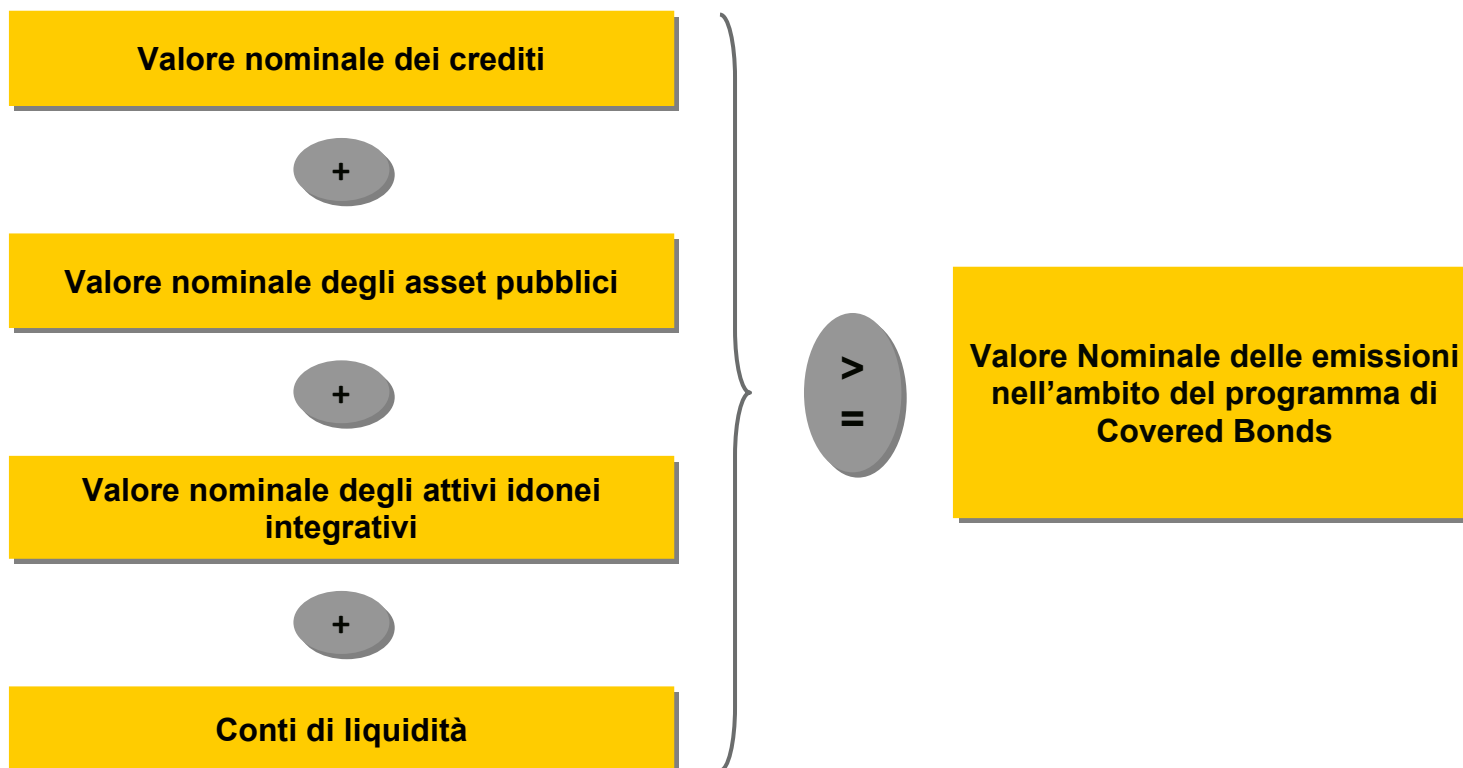 Valore nominale dei crediti
+
Valore nominale degli asset pubblici
+
Valore nominale degli attivi idonei
integrativi
+
Conti di liquidità
>
=
Valore Nominale delle emissioni
nell’ambito del programma di
Covered Bonds